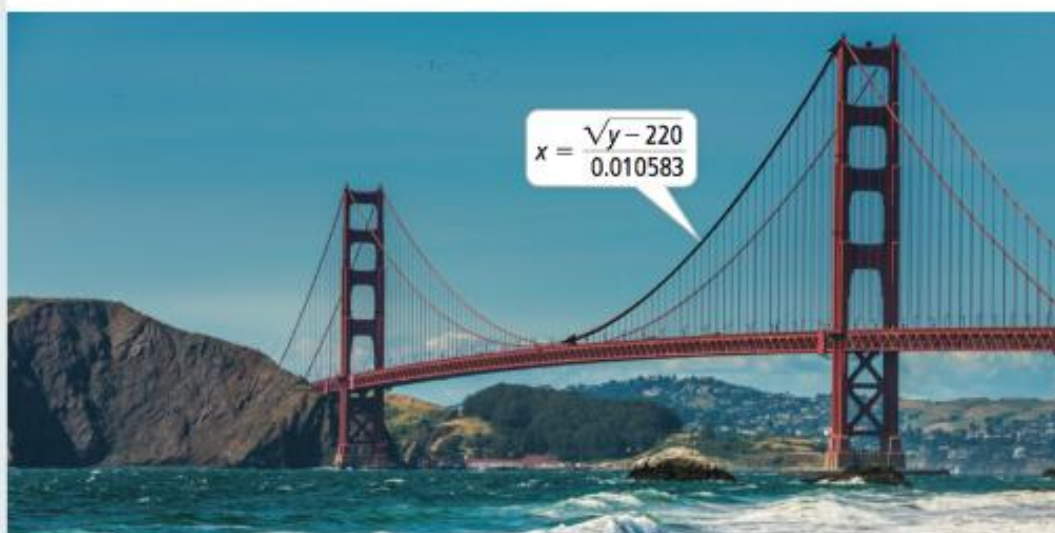 x = √y − 220 / 0.010583